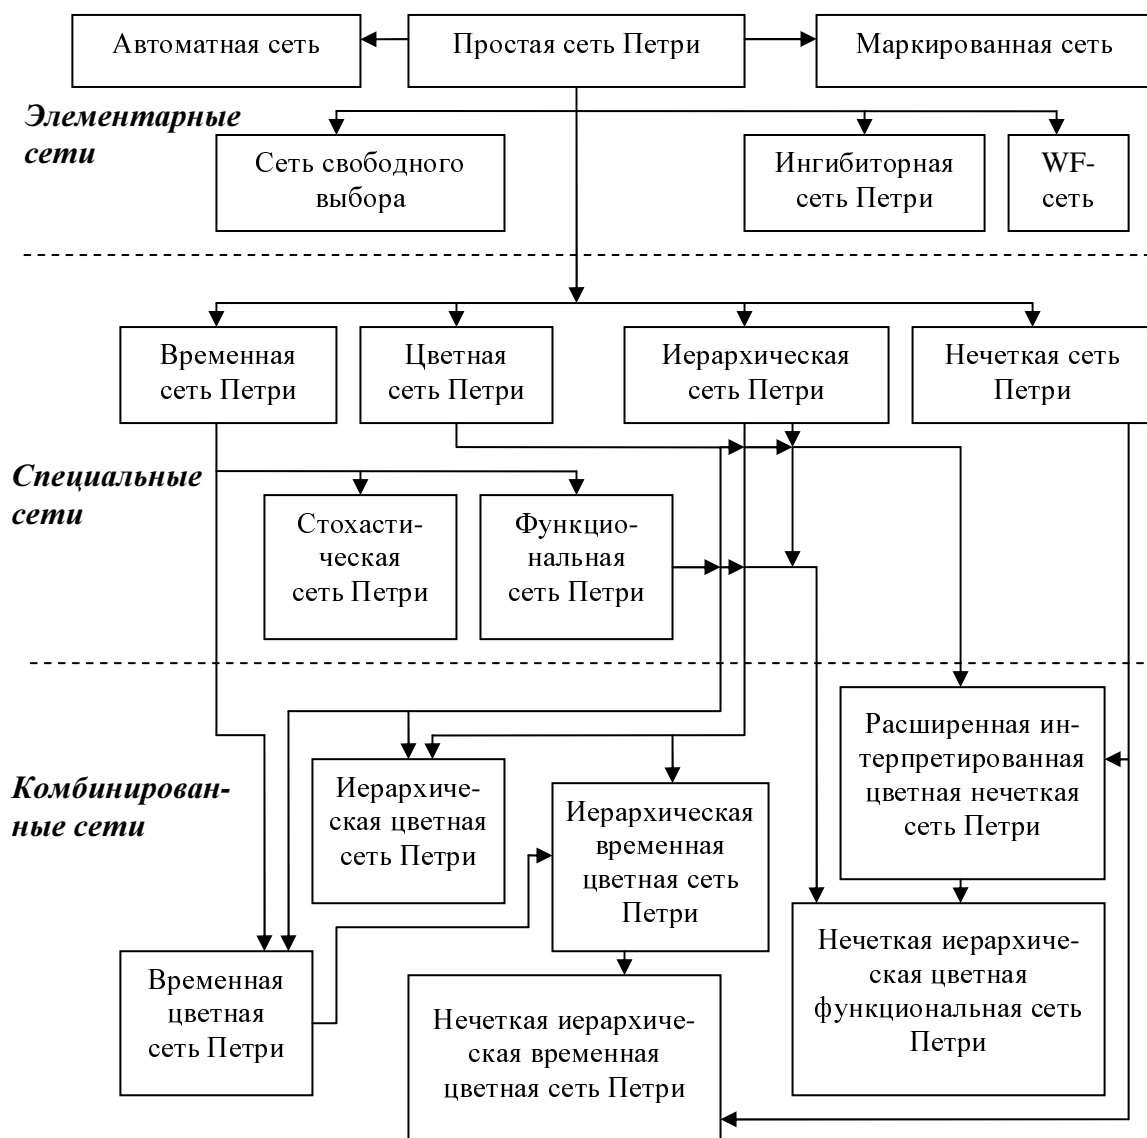 Автоматная сеть
Простая сеть Петри
Маркированная сеть
Элементарные
сети
Сеть свободного
выбора
Ингибиторная
сеть Петри
WF-
сеть
Временная
сеть Петри
Цветная
сеть Петри
Иерархическая
сеть Петри
Нечеткая сеть
Петри
Специальные
сети
Стохасти-
ческая
сеть Петри
Функцио-
нальная
сеть Петри
Комбинирован-
ные сети
Иерархиче-
ская цветная
сеть Петри
Иерархическая
временная
цветная сеть
Петри
Расширенная ин-
терпретированная
цветная нечеткая
сеть Петри
Временная
цветная
сеть Петри
Нечеткая иерархиче-
ская временная
цветная сеть Петри
Нечеткая иерархиче-
ская цветная
функциональная сеть
Петри